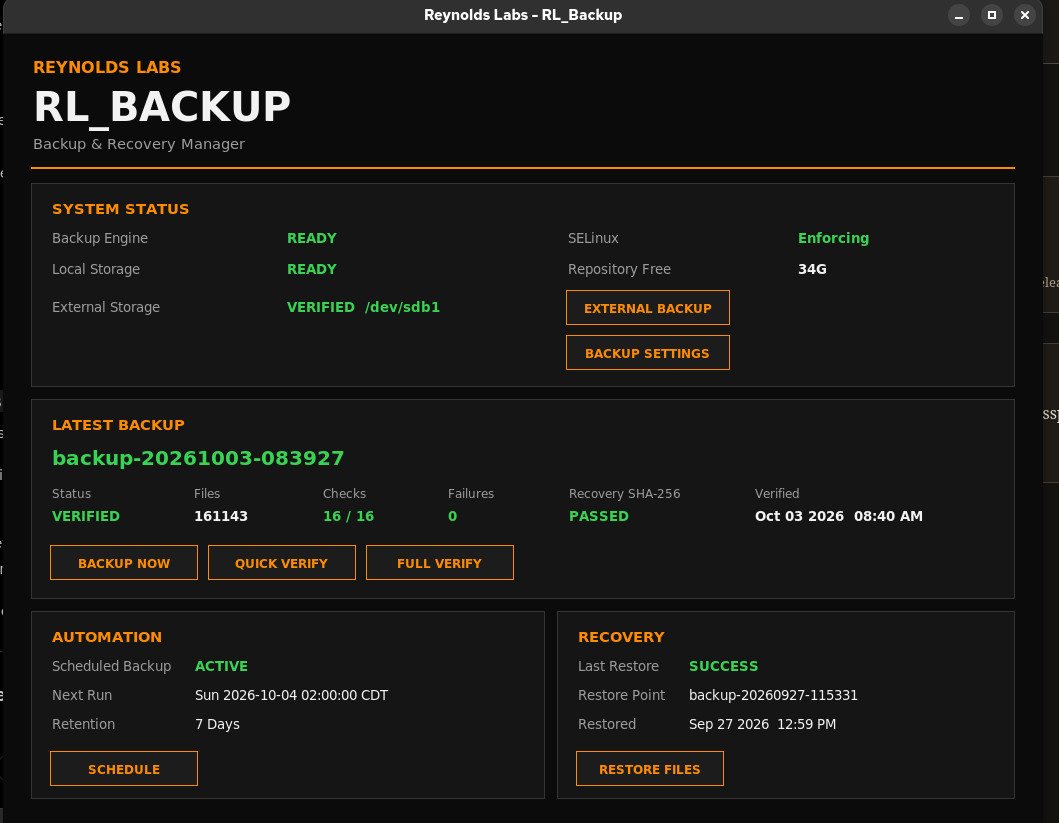 Reynolds Labs - RL_Backup
REYNOLDS LABS
RL_BACKUP
Backup & Recovery Manager
SYSTEM STATUS
Backup Engine READY SELinux Enforcing
Local Storage READY Repository Free 34G
External Storage VERIFIED /dev/sdb1 EXTERNAL BACKUP
BACKUP SETTINGS
LATEST BACKUP
backup-20261003-083927
Status Files Checks Failures Recovery SHA-256 Verified
VERIFIED 161143 16 / 16 0 PASSED Oct 03 2026 08:40 AM
BACKUP NOW QUICK VERIFY FULL VERIFY
AUTOMATION
Scheduled Backup ACTIVE
Next Run Sun 2026-10-04 02:00:00 CDT
Retention 7 Days
SCHEDULE
RECOVERY
Last Restore SUCCESS
Restore Point backup-20260927-115331
Restored Sep 27 2026 12:59 PM
RESTORE FILES